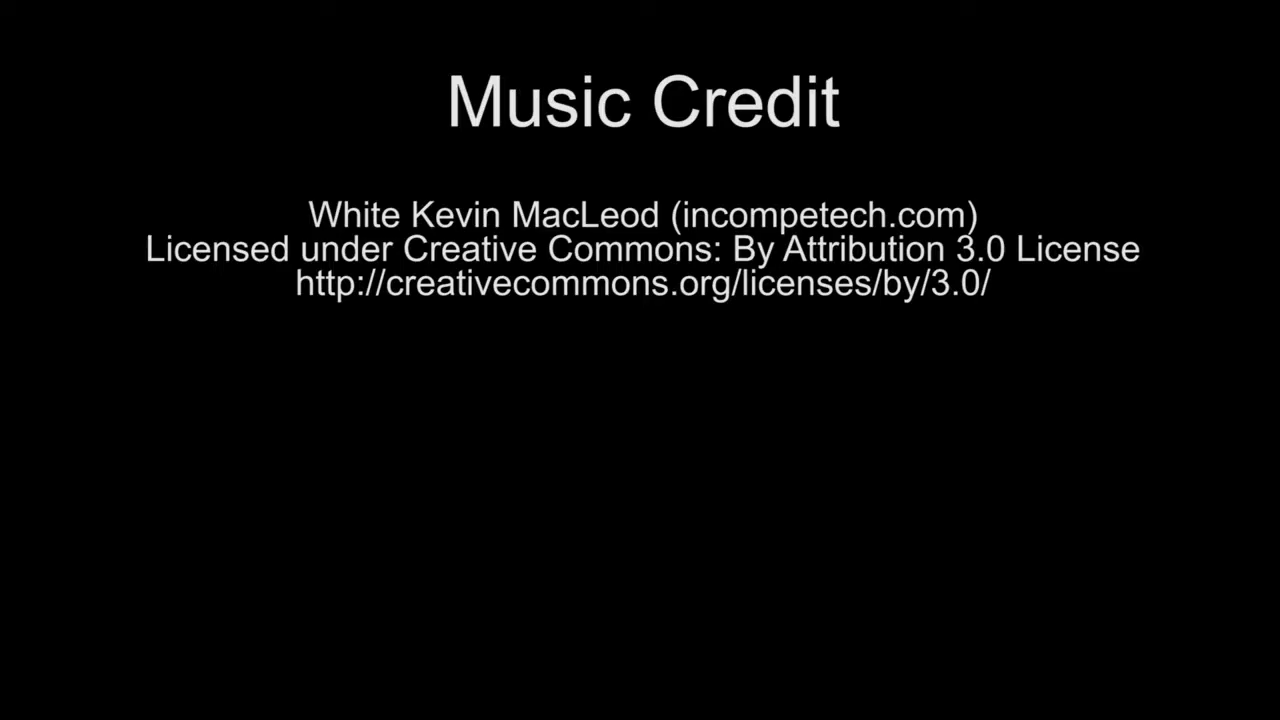 Music Credit
White Kevin MacLeod (incompetech.com)
Licensed under Creative Commons: By Attribution 3.0 License
http://creativecommons.org/licenses/by/3.0/